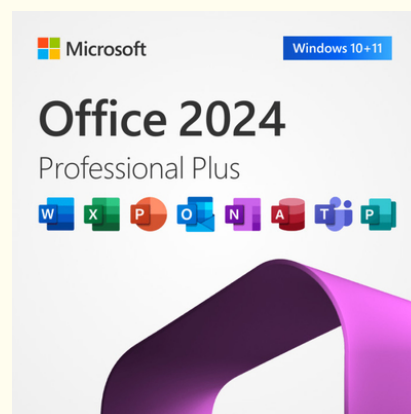 Microsoft
Windows 10+11
Office 2024
Professional Plus
W X P O N A T P